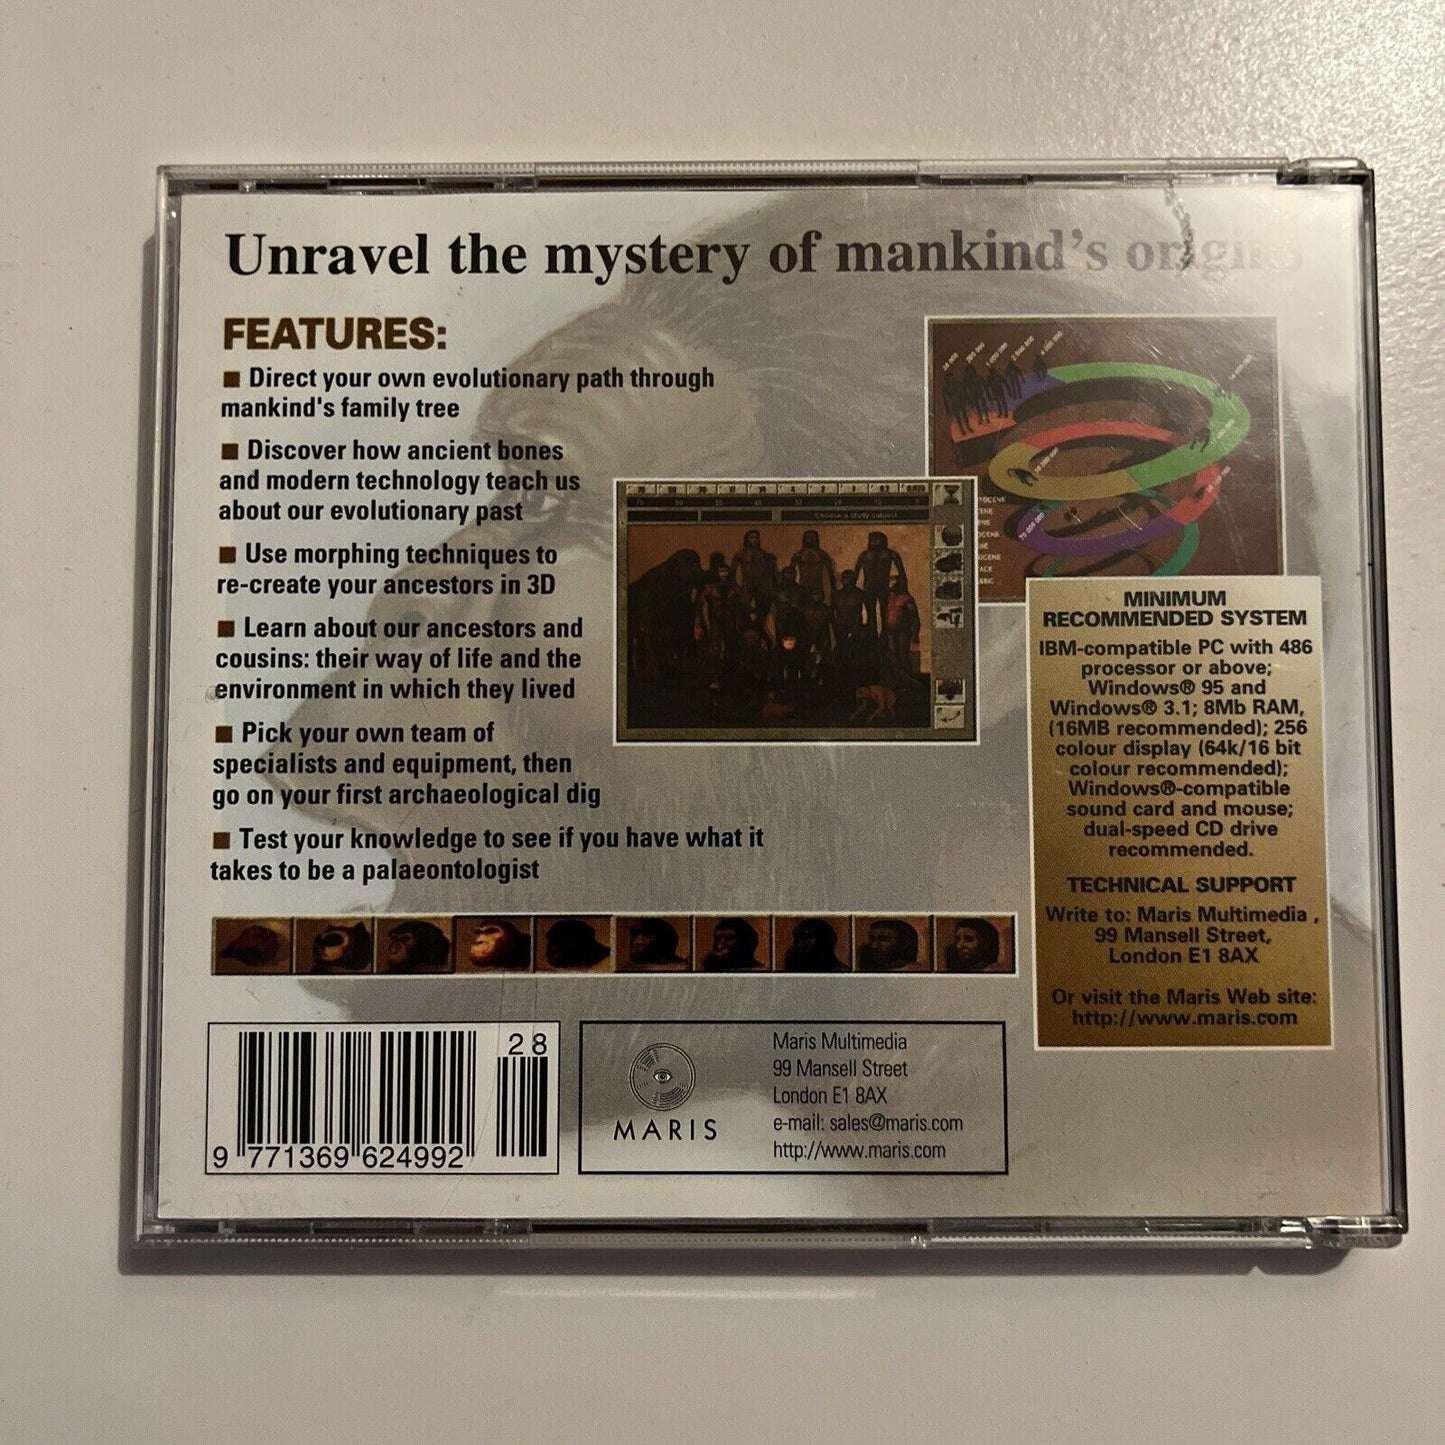 Unravel the mystery of mankind's origins
FEATURES:
■ Direct your own evolutionary path through
mankind's family tree
■ Discover how ancient bones
and modern technology teach us
about our evolutionary past
■ Use morphing techniques to
re-create your ancestors in 3D
■ Learn about our ancestors and
cousins: their way of life and the
environment in which they lived
■ Pick your own team of
specialists and equipment, then
go on your first archaeological dig
■ Test your knowledge to see if you have what it
takes to be a palaeontologist
Choose a study subject
MINIMUM
RECOMMENDED SYSTEM
IBM-compatible PC with 486
processor or above;
Windows® 95 and
Windows® 3.1; 8Mb RAM,
(16MB recommended); 256
colour display (64k/16 bit
colour recommended);
Windows®-compatible
sound card and mouse;
dual-speed CD drive
recommended.
TECHNICAL SUPPORT
Write to: Maris Multimedia ,
99 Mansell Street,
London E1 8AX
Or visit the Maris Web site:
http://www.maris.com
28
9 771369 624992
MARIS
Maris Multimedia
99 Mansell Street
London E1 8AX
e-mail: sales@maris.com
http://www.maris.com